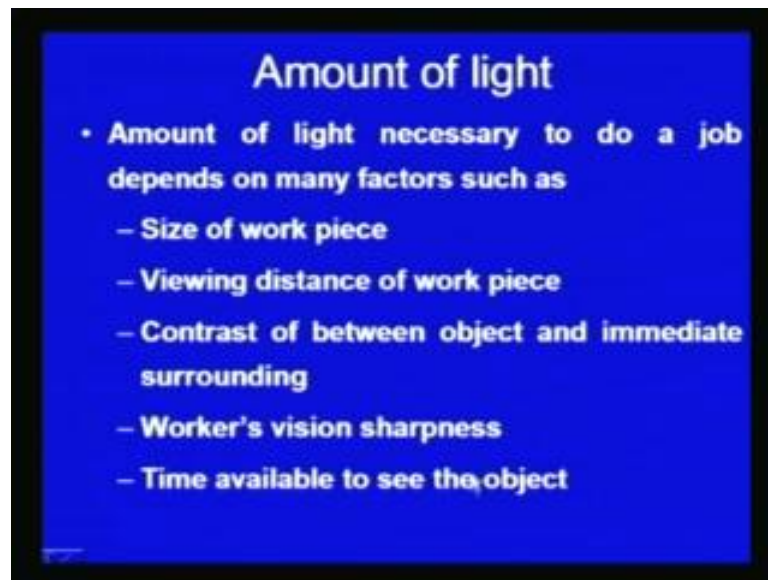 Amount of light
• Amount of light necessary to do a job
depends on many factors such as
– Size of work piece
– Viewing distance of work piece
– Contrast of between object and immediate
surrounding
– Worker's vision sharpness
– Time available to see the object